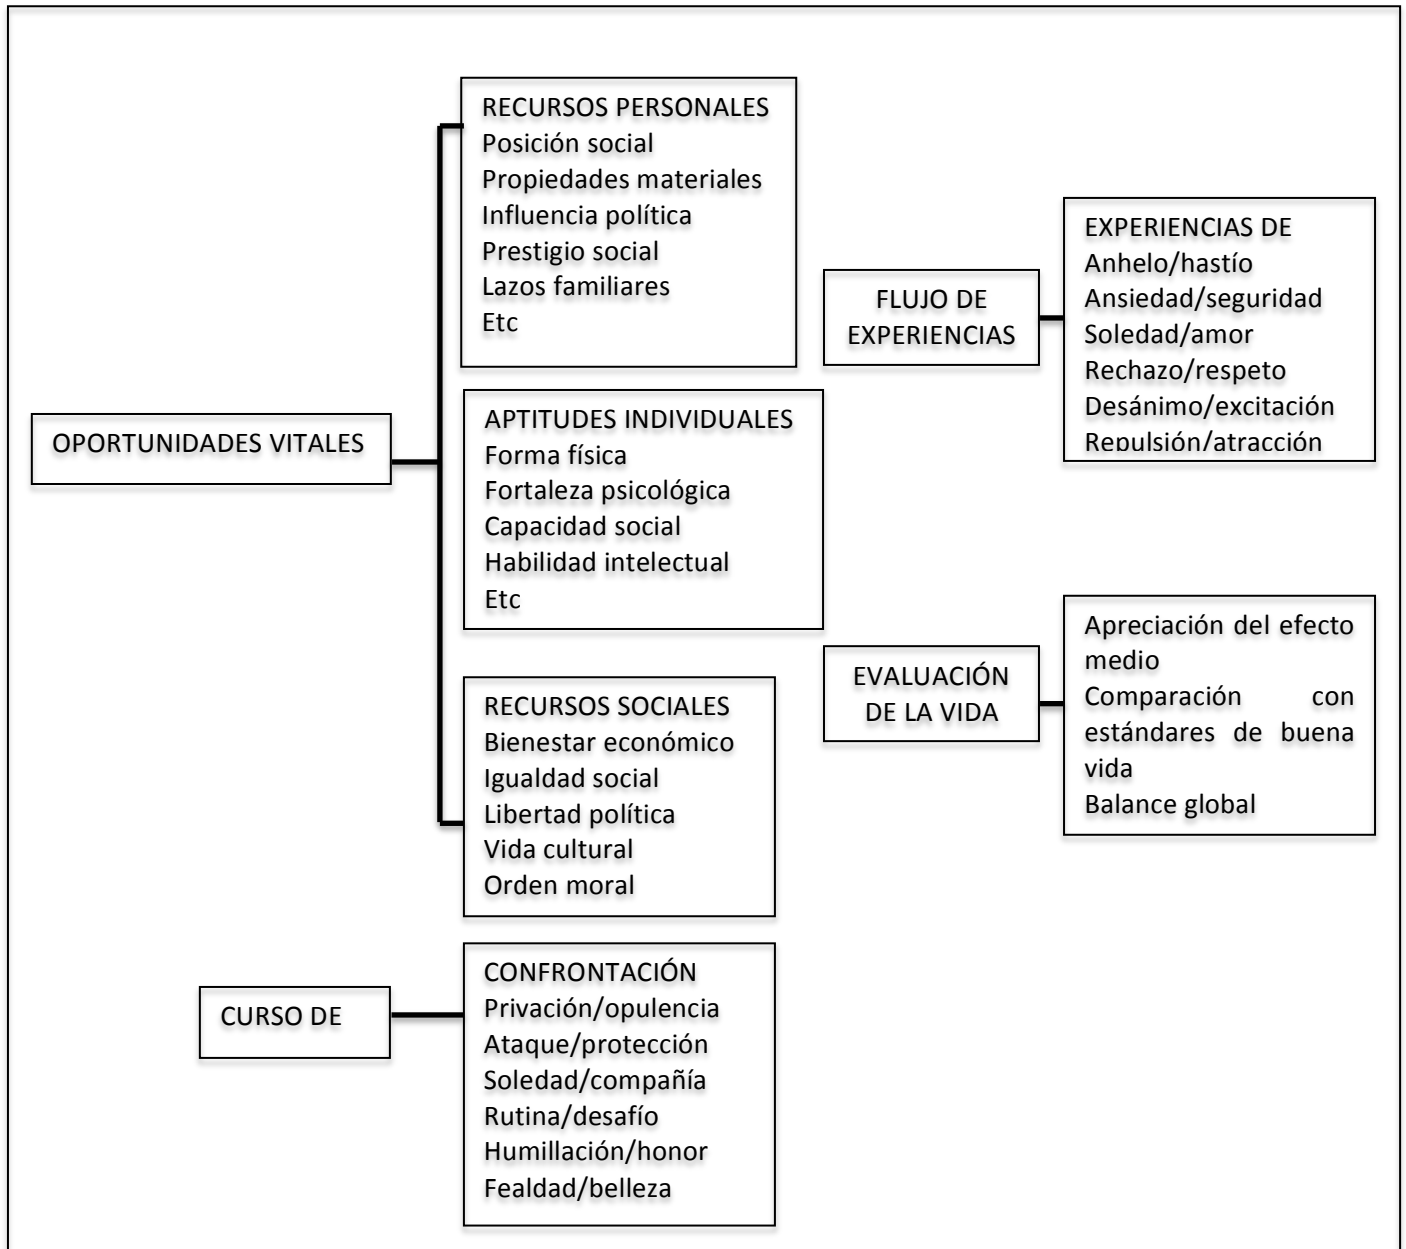 OPORTUNIDADES VITALES
RECURSOS PERSONALES
Posición social
Propiedades materiales
Influencia política
Prestigio social
Lazos familiares
Etc
APTITUDES INDIVIDUALES
Forma física
Fortaleza psicológica
Capacidad social
Habilidad intelectual
Etc
RECURSOS SOCIALES
Bienestar económico
Igualdad social
Libertad política
Vida cultural
Orden moral
CURSO DE
CONFRONTACIÓN
Privación/opulencia
Ataque/protección
Soledad/compañía
Rutina/desafío
Humillación/honor
Fealdad/belleza
FLUJO DE
EXPERIENCIAS
EXPERIENCIAS DE
Anhelo/hastío
Ansiedad/seguridad
Soledad/amor
Rechazo/respeto
Desánimo/excitación
Repulsión/atracción
EVALUACIÓN
DE LA VIDA
Apreciación del efecto
medio
Comparación con
estándares de buena
vida
Balance global